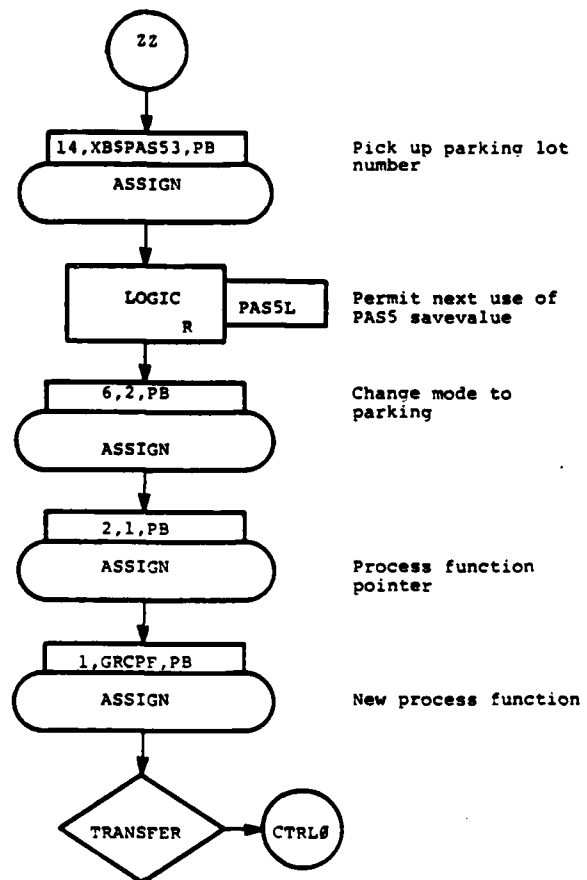 ZZ
14,XB$PAS53,PB
ASSIGN
Pick up parking lot
number
LOGIC
R
PAS5L
Permit next use of
PAS5 savevalue
6,2,PB
ASSIGN
Change mode to
parking
2,1,PB
ASSIGN
Process function
pointer
1,GRCPF,PB
ASSIGN
New process function
TRANSFER
CTRLØ